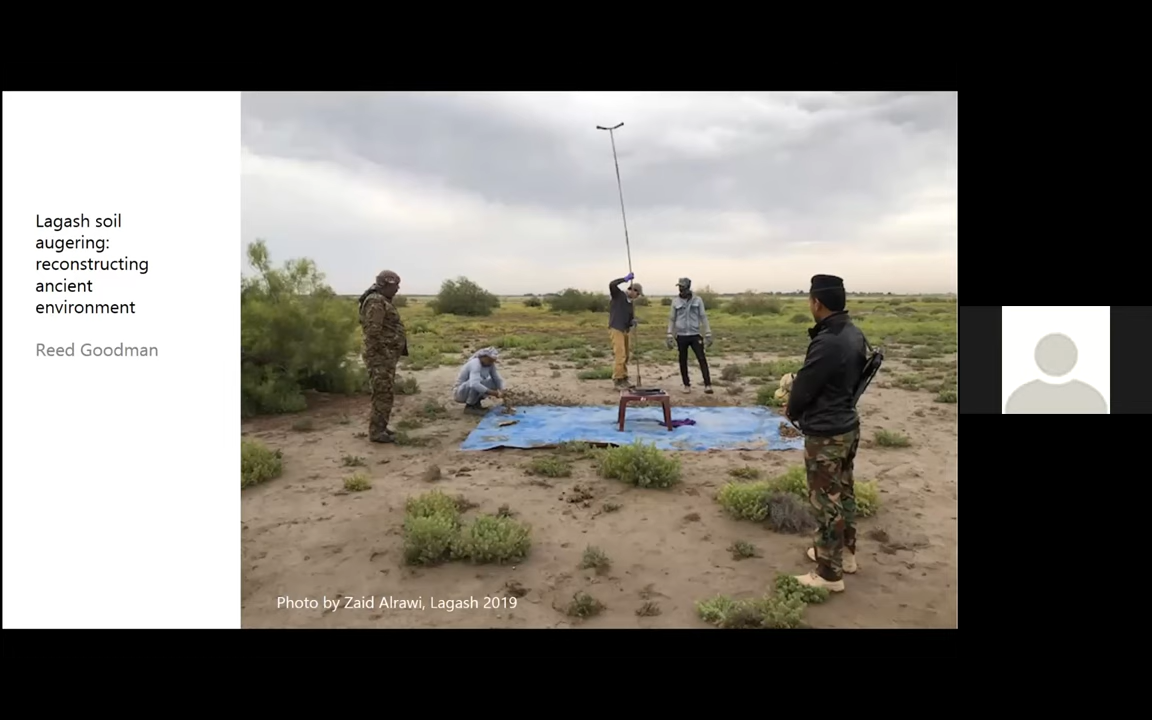 Lagash soil
augering:
reconstructing
ancient
environment
Reed Goodman
Photo by Zaid Alrawi, Lagash 2019